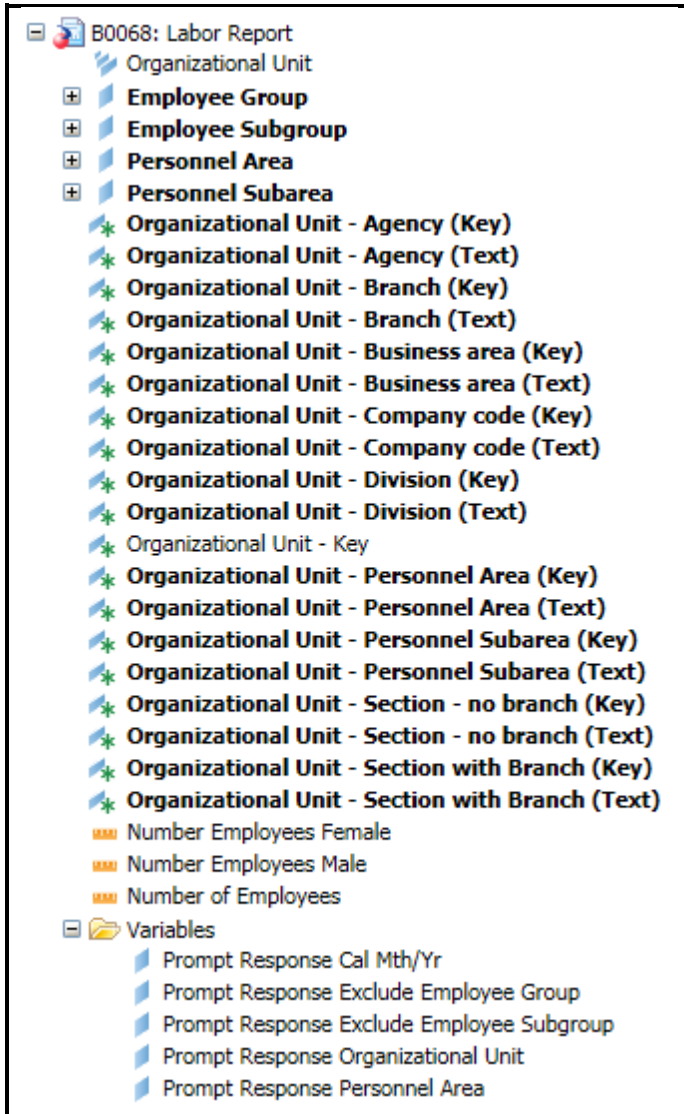 B0068: Labor Report
Organizational Unit
Employee Group
Employee Subgroup
Personnel Area
Personnel Subarea
Organizational Unit - Agency (Key)
Organizational Unit - Agency (Text)
Organizational Unit - Branch (Key)
Organizational Unit - Branch (Text)
Organizational Unit - Business area (Key)
Organizational Unit - Business area (Text)
Organizational Unit - Company code (Key)
Organizational Unit - Company code (Text)
Organizational Unit - Division (Key)
Organizational Unit - Division (Text)
Organizational Unit - Key
Organizational Unit - Personnel Area (Key)
Organizational Unit - Personnel Area (Text)
Organizational Unit - Personnel Subarea (Key)
Organizational Unit - Personnel Subarea (Text)
Organizational Unit - Section - no branch (Key)
Organizational Unit - Section - no branch (Text)
Organizational Unit - Section with Branch (Key)
Organizational Unit - Section with Branch (Text)
Number Employees Female
Number Employees Male
Number of Employees
Variables
Prompt Response Cal Mth/Yr
Prompt Response Exclude Employee Group
Prompt Response Exclude Employee Subgroup
Prompt Response Organizational Unit
Prompt Response Personnel Area